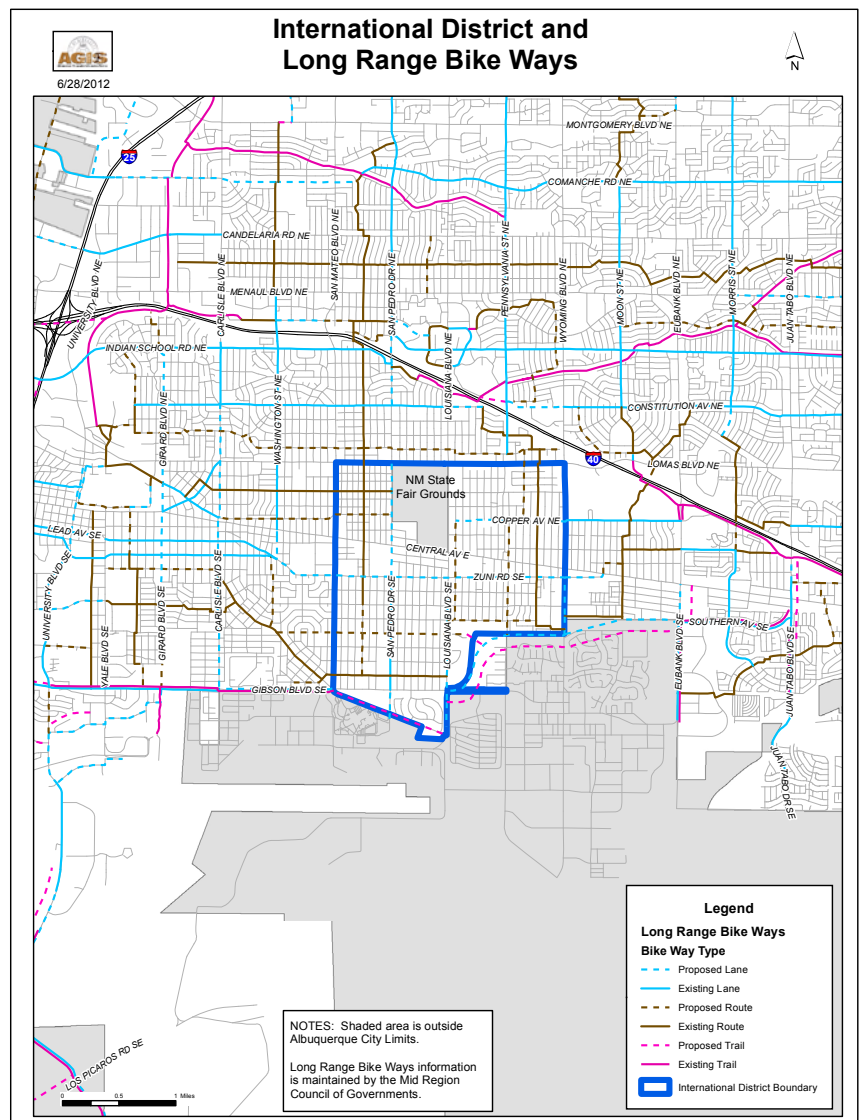 International District and
Long Range Bike Ways
AGIS
6/28/2012
N
MONTGOMERY BLVD NE
25
COMANCHE RD NE
CANDELARIA RD NE
SAN MATEO BLVD NE
PENNSYLVANIA ST NE
UNIVERSITY BLVD NE
CARLISLE BLVD NE
MENAUL BLVD NE
SAN PEDRO DR NE
WYOMING BLVD NE
MOON ST NE
EUBANK BLVD NE
MORRIS ST NE
JUAN TABO BLVD NE
INDIAN SCHOOL RD NE
LOUISIANA BLVD NE
WASHINGTON ST NE
GIRARD BLVD NE
CONSTITUTION AV NE
40
LOMAS BLVD NE
NM State
Fair Grounds
COPPER AV NE
LEAD AV SE
CENTRAL AV E
ZUNI RD SE
UNIVERSITY BLVD SE
CARLISLE BLVD SE
SAN PEDRO DR SE
LOUISIANA BLVD SE
SOUTHERN AV SE
YALE BLVD SE
GIRARD BLVD SE
EUBANK BLVD SE
JUAN TABO BLVD SE
GIBSON BLVD SE
JUAN TABO DR SE
LOS PICAROS RD SE
0 0.5 1 Miles
NOTES: Shaded area is outside
Albuquerque City Limits.
Long Range Bike Ways information
is maintained by the Mid Region
Council of Governments.
Legend
Long Range Bike Ways
Bike Way Type
Proposed Lane
Existing Lane
Proposed Route
Existing Route
Proposed Trail
Existing Trail
International District Boundary